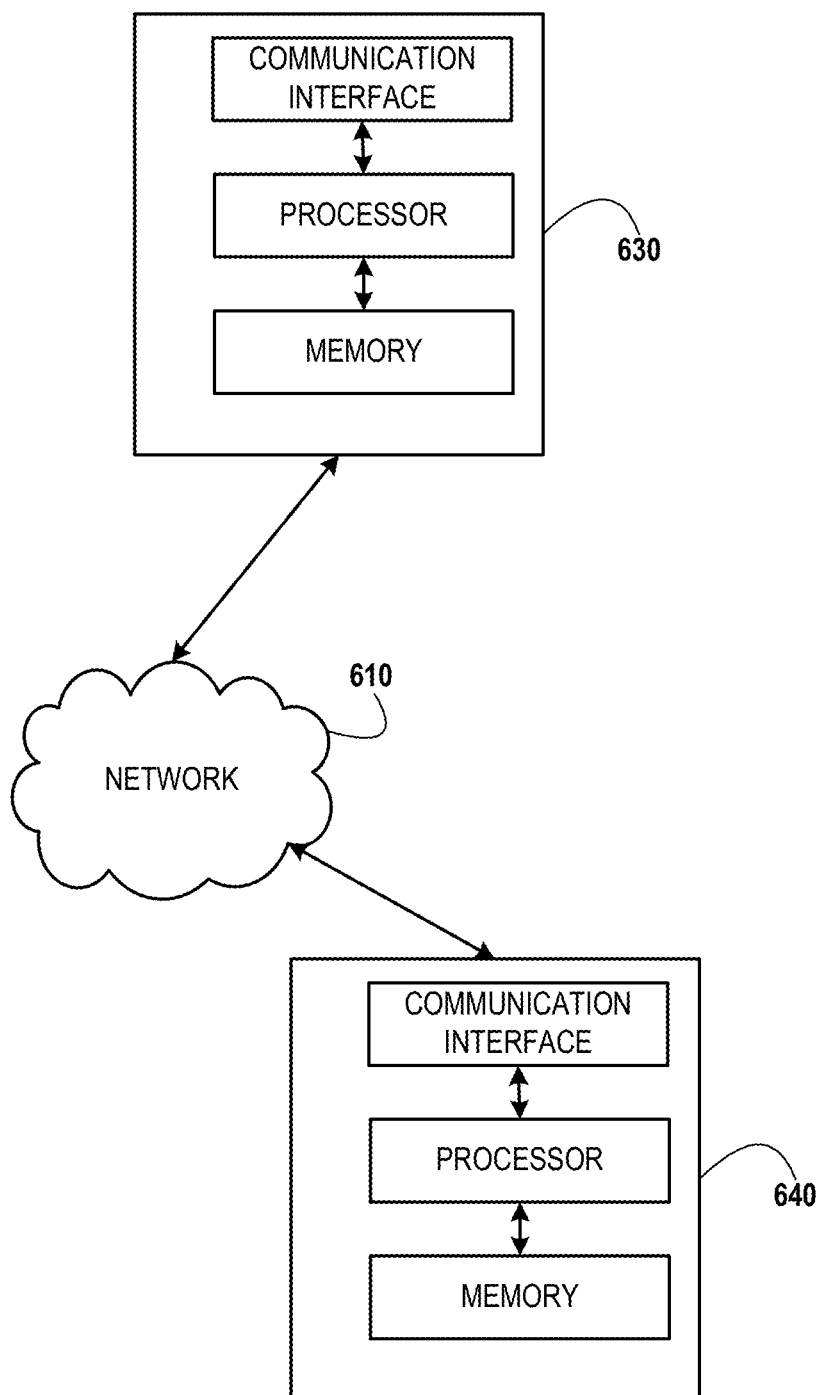 COMMUNICATION
INTERFACE
PROCESSOR
630
MEMORY
610
NETWORK
COMMUNICATION
INTERFACE
PROCESSOR
640
MEMORY